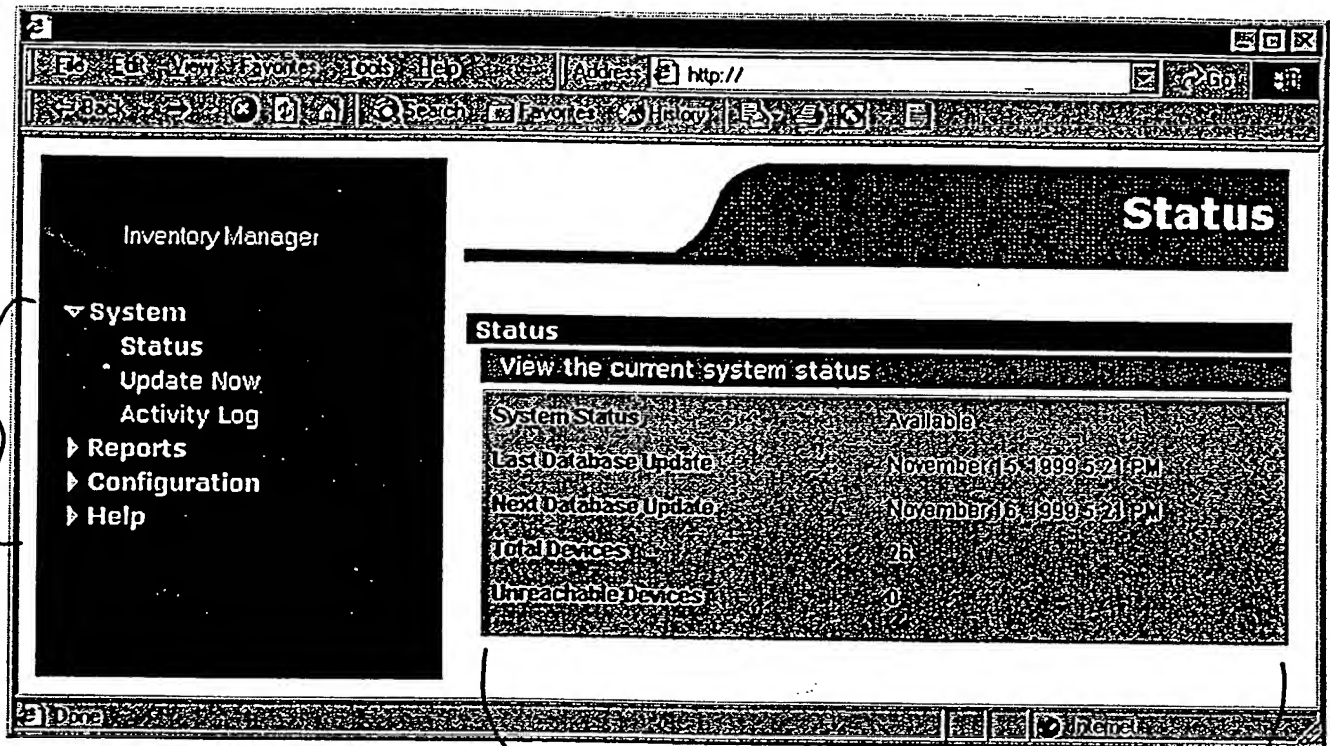 File Edit View Favorites Tools Help Address http:// Go
Back Search Favorites History
Inventory Manager
System
Status
Update Now
Activity Log
Reports
Configuration
Help
Status
Status
View the current system status
System Status Available
Last Database Update November 15, 1999 5:21 PM
Next Database Update November 16, 1999 5:21 PM
Total Devices 26
Unreachable Devices 0
Done Internet